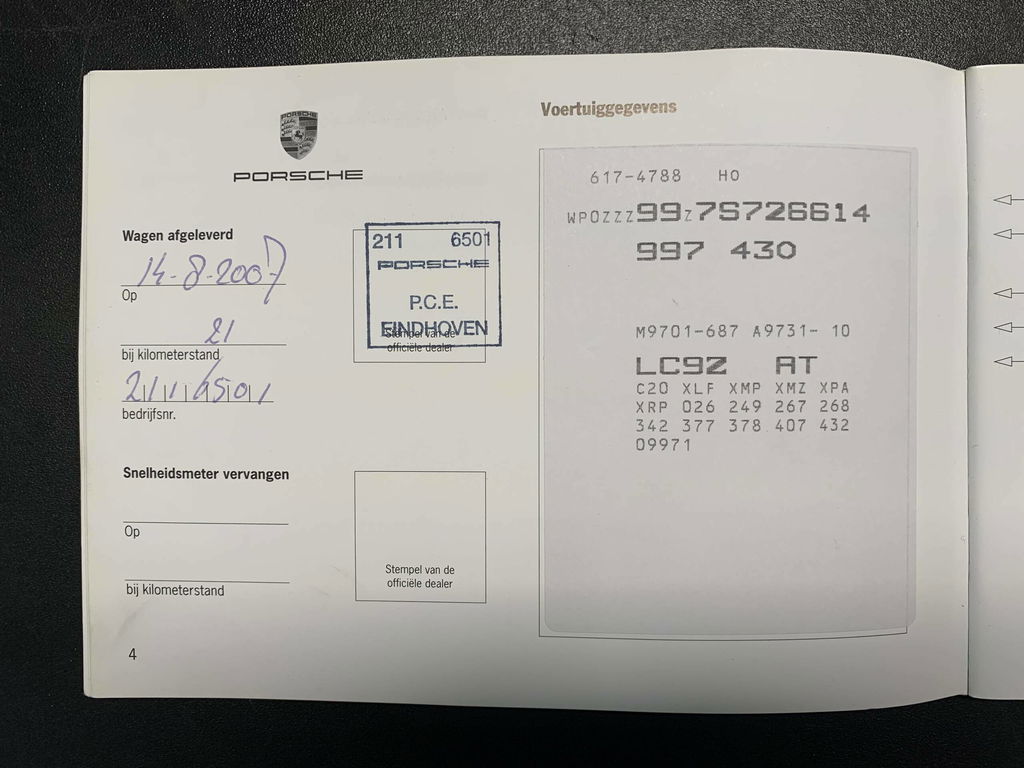 PORSCHE
PORSCHE
Wagen afgeleverd
14-8-2007
Op
21
bij kilometerstand
211/6501
bedrijfsnr.
211 6501
PORSCHE
P.C.E.
EINDHOVEN
Stempel van de
officiële dealer
Snelheidsmeter vervangen
Op
bij kilometerstand
Stempel van de
officiële dealer
4
Voertuiggegevens
617-4788 HO
WP0ZZZ99Z7S726614
997 430
M9701-687 A9731- 10
LC9Z AT
C20 XLF XMP XMZ XPA
XRP 026 249 267 268
342 377 378 407 432
09971